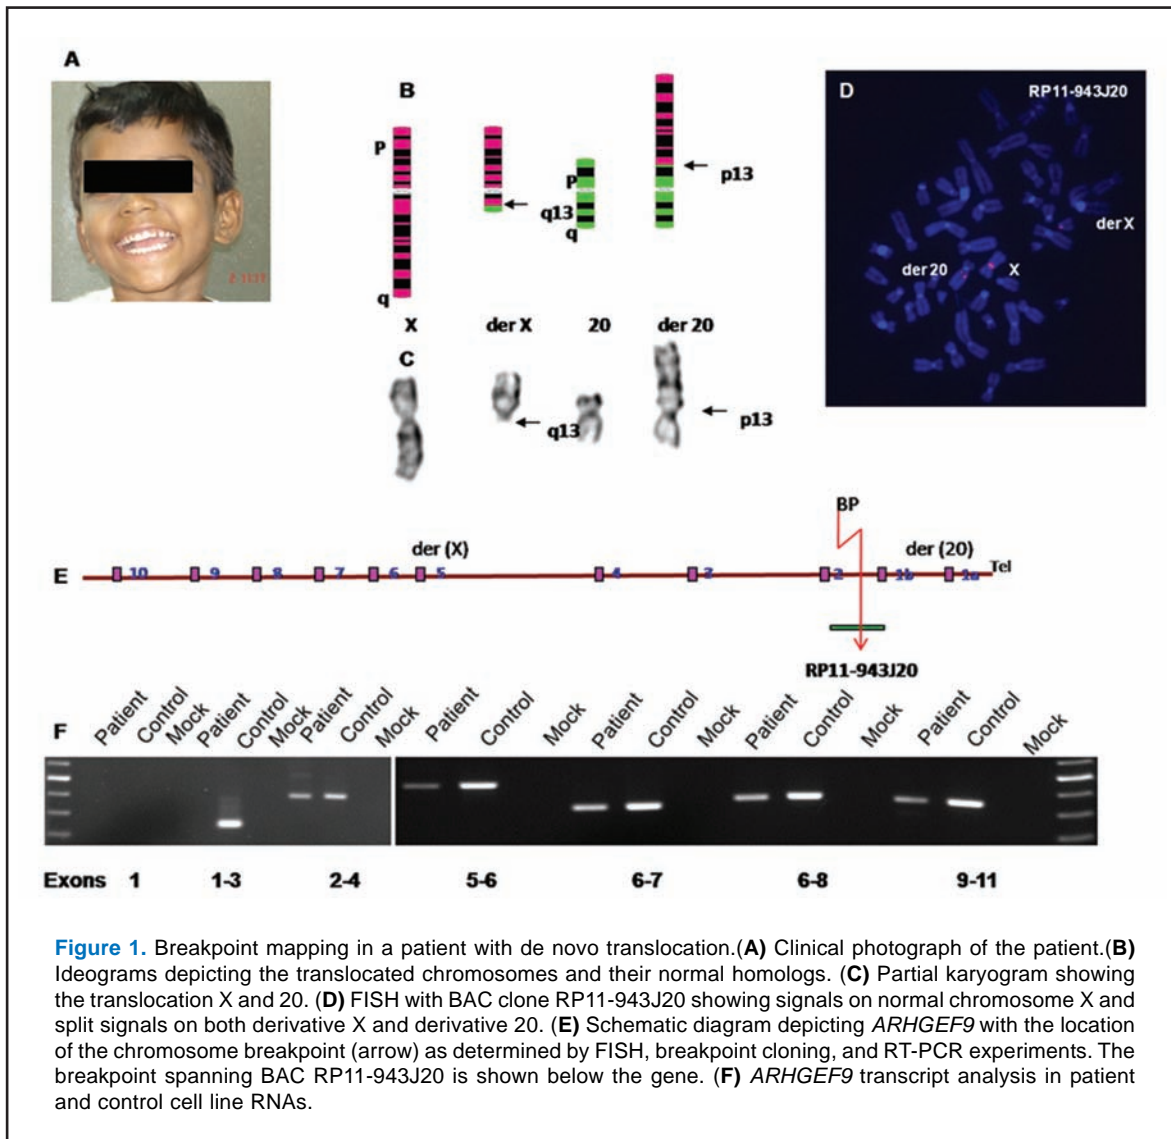 A
B
D
RP11-943J20
P
P
p13
q13
q
der X
der 20
X
q
X
der X
20
der 20
C
q13
p13
BP
der (X)
der (20)
E
10
9
8
7
6
5
4
3
2
1b
1a
Tel
RP11-943J20
F
Patient
Control
Mock
Patient
Control
Mock
Patient
Control
Mock
Patient
Control
Mock
Patient
Control
Mock
Patient
Control
Mock
Patient
Control
Mock
Exons 1 1-3 2-4 5-6 6-7 6-8 9-11
Figure 1. Breakpoint mapping in a patient with de novo translocation.(A) Clinical photograph of the patient.(B)
Ideograms depicting the translocated chromosomes and their normal homologs. (C) Partial karyogram showing
the translocation X and 20. (D) FISH with BAC clone RP11-943J20 showing signals on normal chromosome X and
split signals on both derivative X and derivative 20. (E) Schematic diagram depicting ARHGEF9 with the location
of the chromosome breakpoint (arrow) as determined by FISH, breakpoint cloning, and RT-PCR experiments. The
breakpoint spanning BAC RP11-943J20 is shown below the gene. (F) ARHGEF9 transcript analysis in patient
and control cell line RNAs.